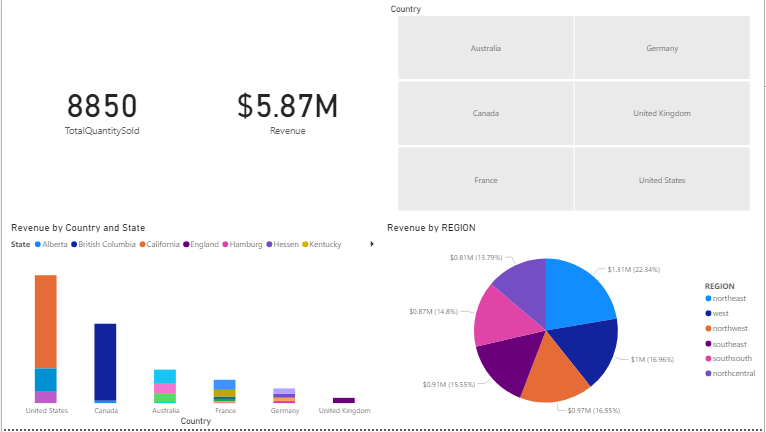 Country
Australia
Germany
8850
$5.87M
TotalQuantitySold
Revenue
Canada
United Kingdom
France
United States
Revenue by Country and State
State Alberta British Columbia California England Hamburg Hessen Kentucky
United States Canada Australia France Germany United Kingdom
Country
Revenue by REGION
$0.81M (13.79%)
$1.31M (22.34%)
$0.87M (14.8%)
$1M (16.96%)
$0.91M (15.55%)
$0.97M (16.55%)
REGION
northeast
west
northwest
southeast
southsouth
northcentral